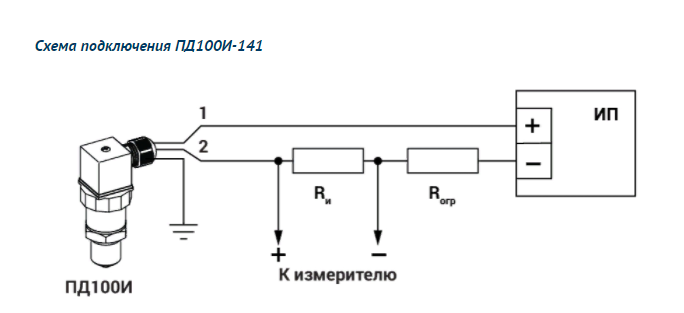 Схема подключения ПД100И-141
1
2
+
−
ИП
Rи
Rогр
+
−
К измерителю
ПД100И